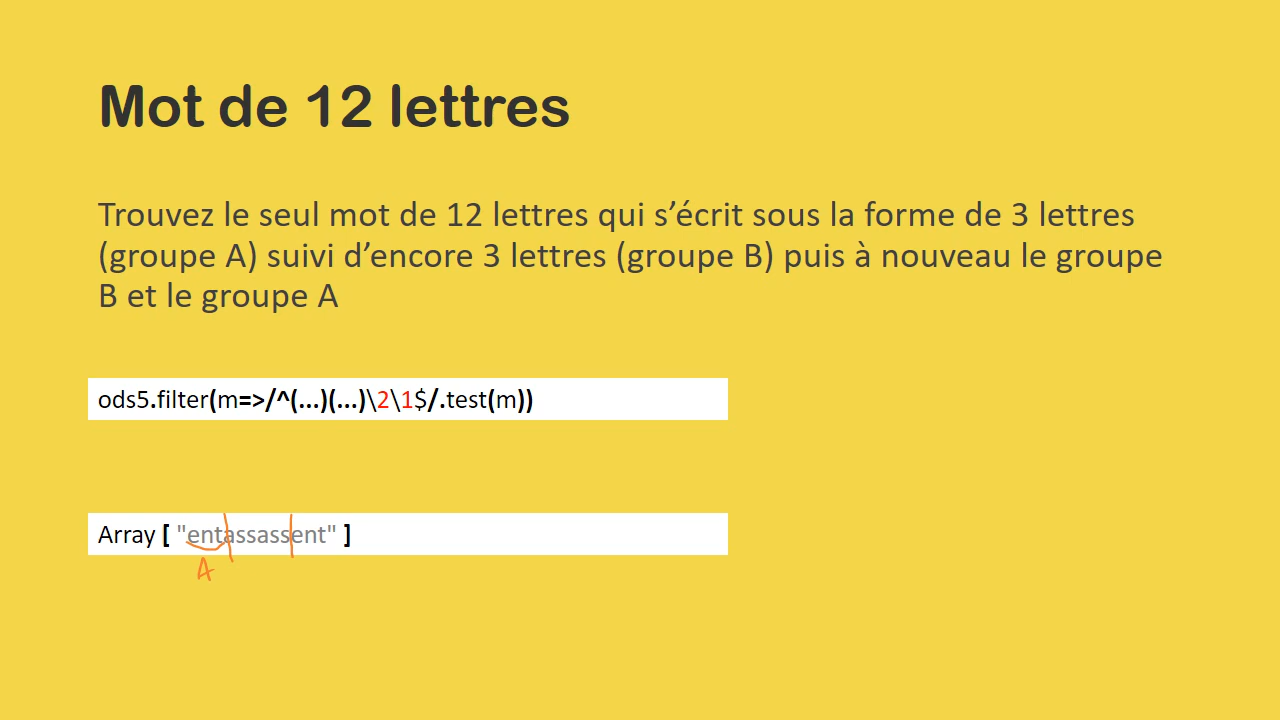 Mot de 12 lettres
Trouvez le seul mot de 12 lettres qui s’écrit sous la forme de 3 lettres
(groupe A) suivi d’encore 3 lettres (groupe B) puis à nouveau le groupe
B et le groupe A
ods5.filter(m=>/^(...)(...)\2\1$/.test(m))
Array [ "entassassent" ]
A